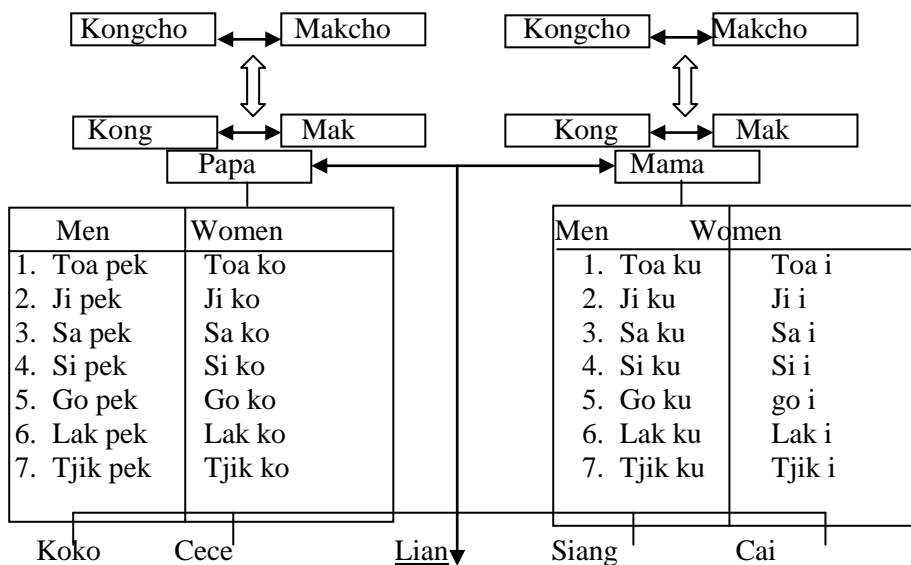 Kongcho Makcho Kongcho Makcho
Kong Mak Kong Mak
Papa Mama
Men Women Men Women
1. Toa pek Toa ko 1. Toa ku Toa i
2. Ji pek Ji ko 2. Ji ku Ji i
3. Sa pek Sa ko 3. Sa ku Sa i
4. Si pek Si ko 4. Si ku Si i
5. Go pek Go ko 5. Go ku go i
6. Lak pek Lak ko 6. Lak ku Lak i
7. Tjik pek Tjik ko 7. Tjik ku Tjik i
Koko Cece Lian Siang Cai